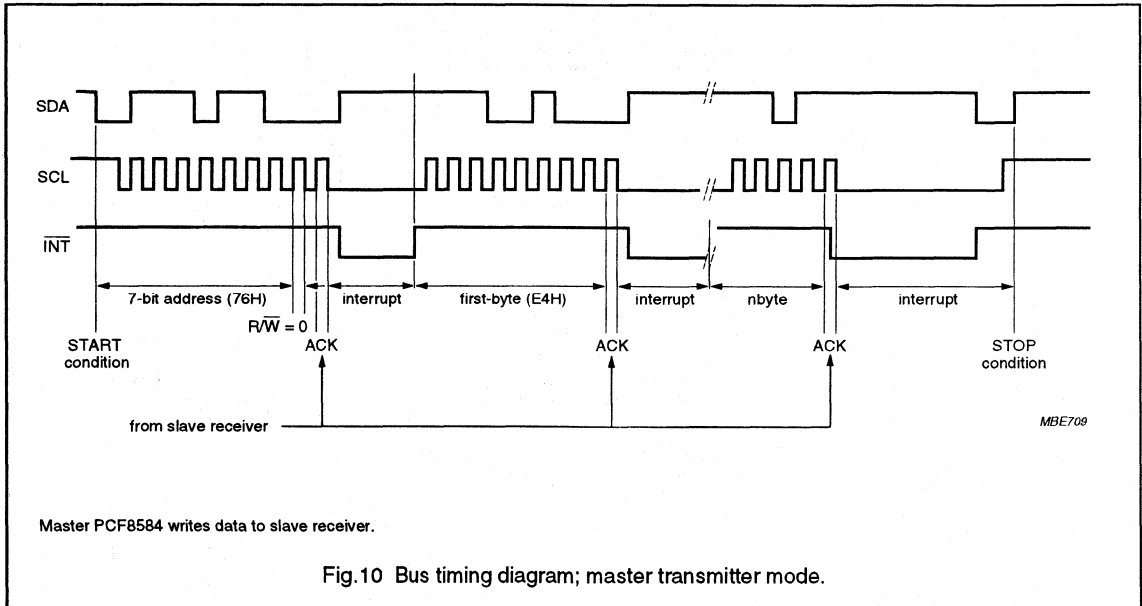 SDA
SCL
INT
7-bit address (76H)
interrupt
first-byte (E4H)
interrupt
nbyte
interrupt
R/W = 0
START
condition
ACK
ACK
ACK
STOP
condition
from slave receiver
MBE709
Master PCF8584 writes data to slave receiver.
Fig.10 Bus timing diagram; master transmitter mode.